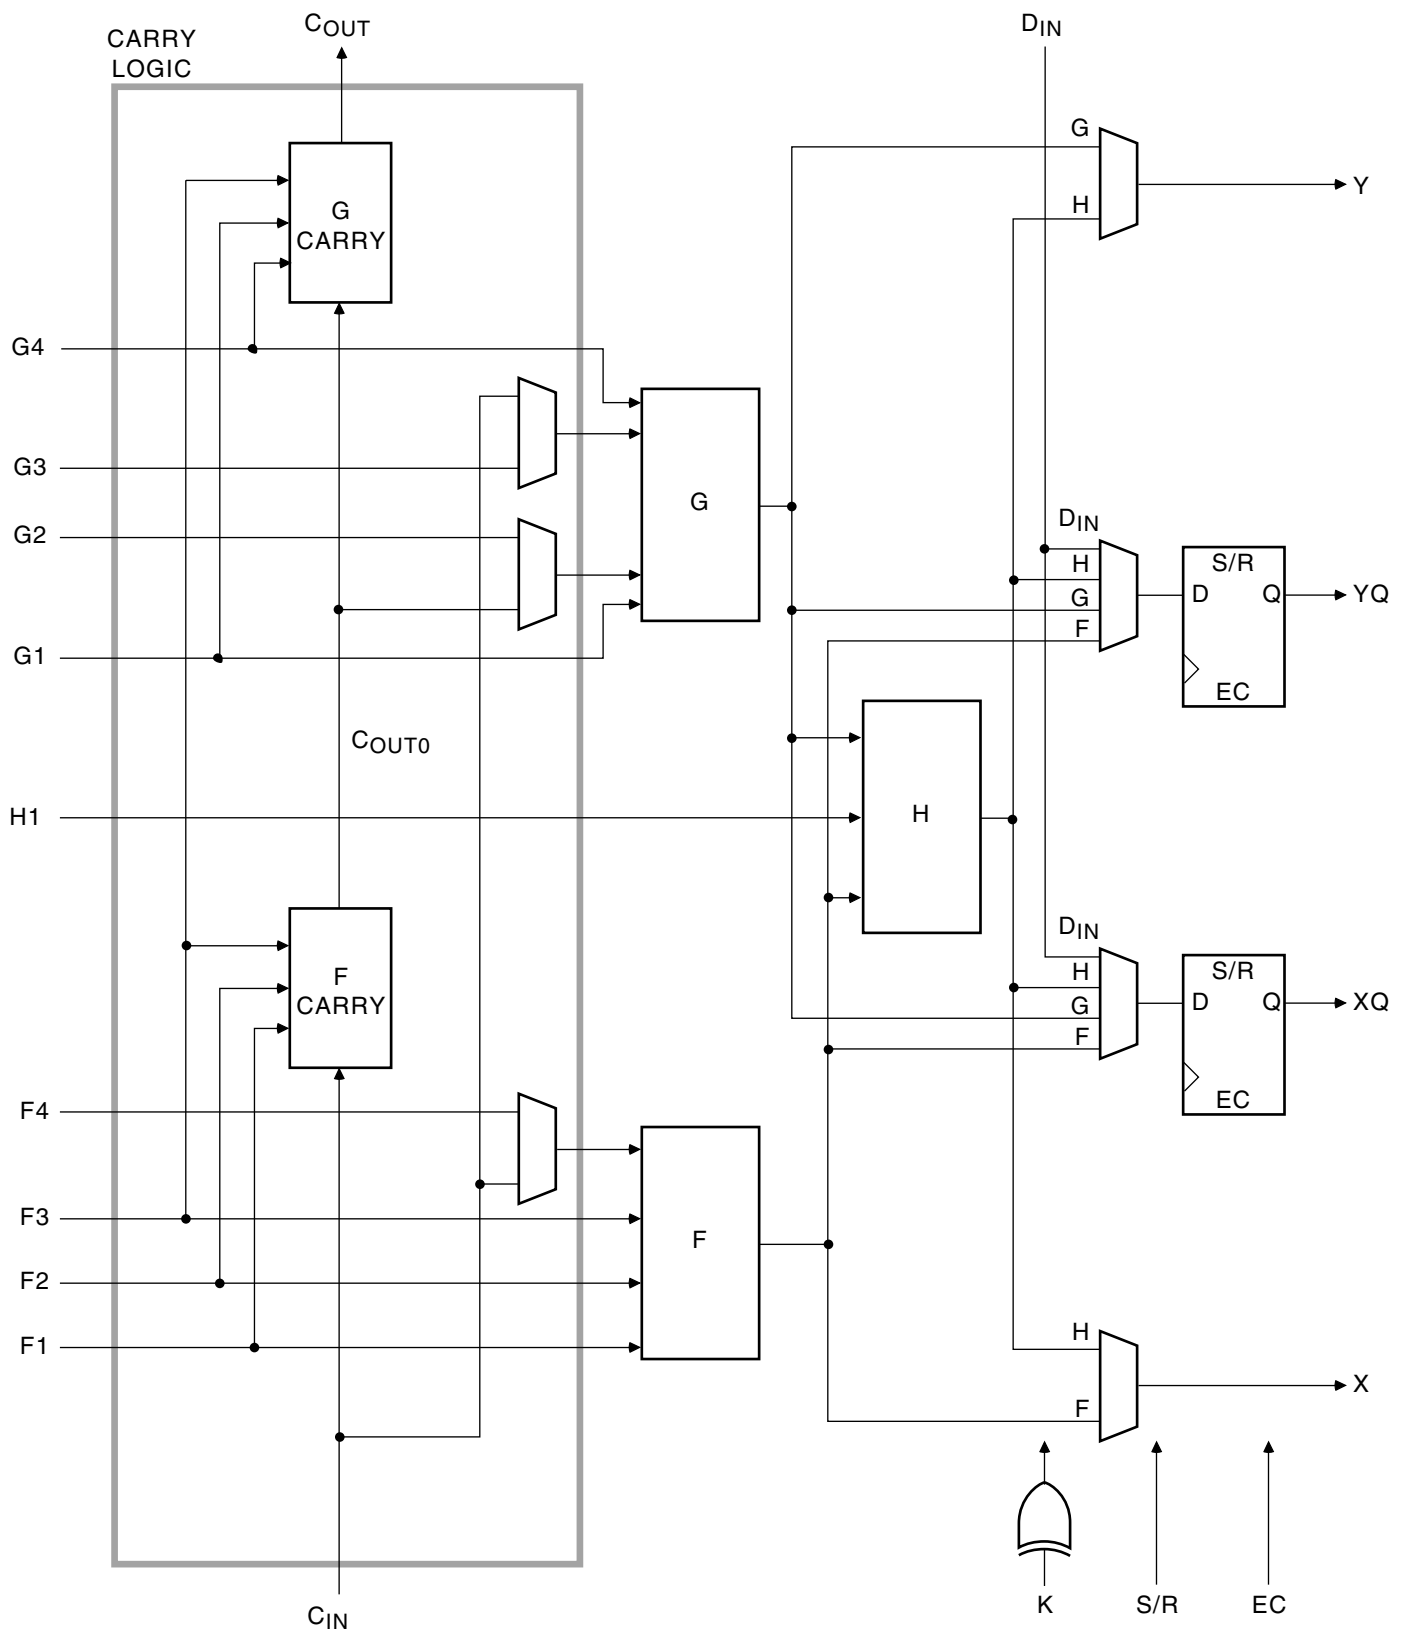 COUT
DIN
CARRY
LOGIC
G
G
CARRY
Y
H
G4
G3
G
G2
DIN
H
S/R
G
D
Q
YQ
F
G1
EC
COUT0
H1
H
DIN
H
S/R
F
CARRY
G
D
Q
XQ
F
F4
EC
F3
F
F2
F1
H
X
F
K
S/R
EC
CIN